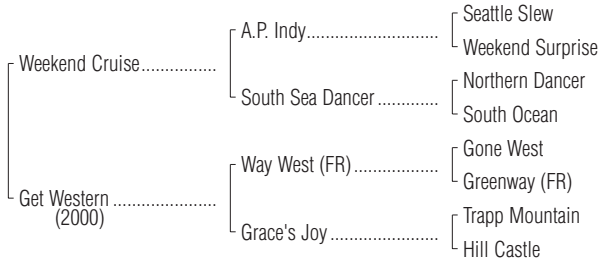 Seattle Slew
A.P. Indy
Weekend Surprise
Weekend Cruise
Northern Dancer
South Sea Dancer
South Ocean
Gone West
Way West (FR)
Greenway (FR)
Get Western
(2000)
Trapp Mountain
Grace's Joy
Hill Castle